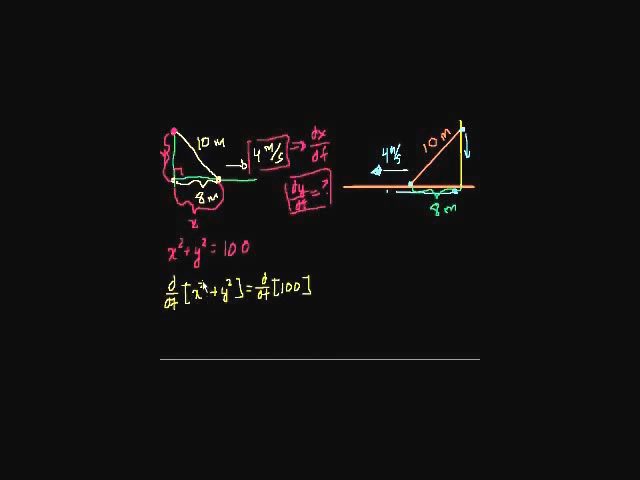 10 m
4 m/s ⇒ dx/dt
8 m
x
dy/dt = ?
10 m
4 m/s
8 m
x² + y² = 100
d/dt [x² + y²] = d/dt [100]